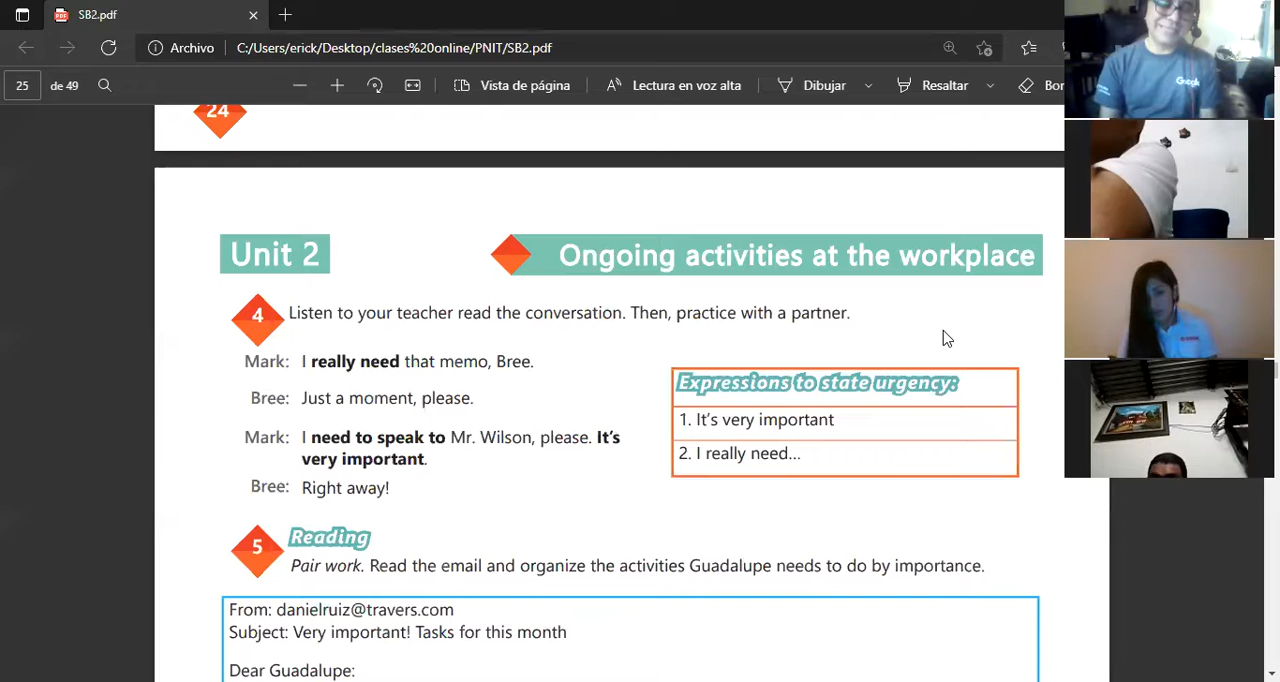 SB2.pdf
Archivo
C:/Users/erick/Desktop/clases%20online/PNIT/SB2.pdf
25 de 49
Vista de página
Lectura en voz alta
Dibujar
Resaltar
Bor
24
Google
Unit 2
Ongoing activities at the workplace
4 Listen to your teacher read the conversation. Then, practice with a partner.
Mark: I really need that memo, Bree.
Bree: Just a moment, please.
Mark: I need to speak to Mr. Wilson, please. It's
very important.
Bree: Right away!
Expressions to state urgency:
1. It's very important
2. I really need...
5 Reading
Pair work. Read the email and organize the activities Guadalupe needs to do by importance.
From: danielruiz@travers.com
Subject: Very important! Tasks for this month
Dear Guadalupe: